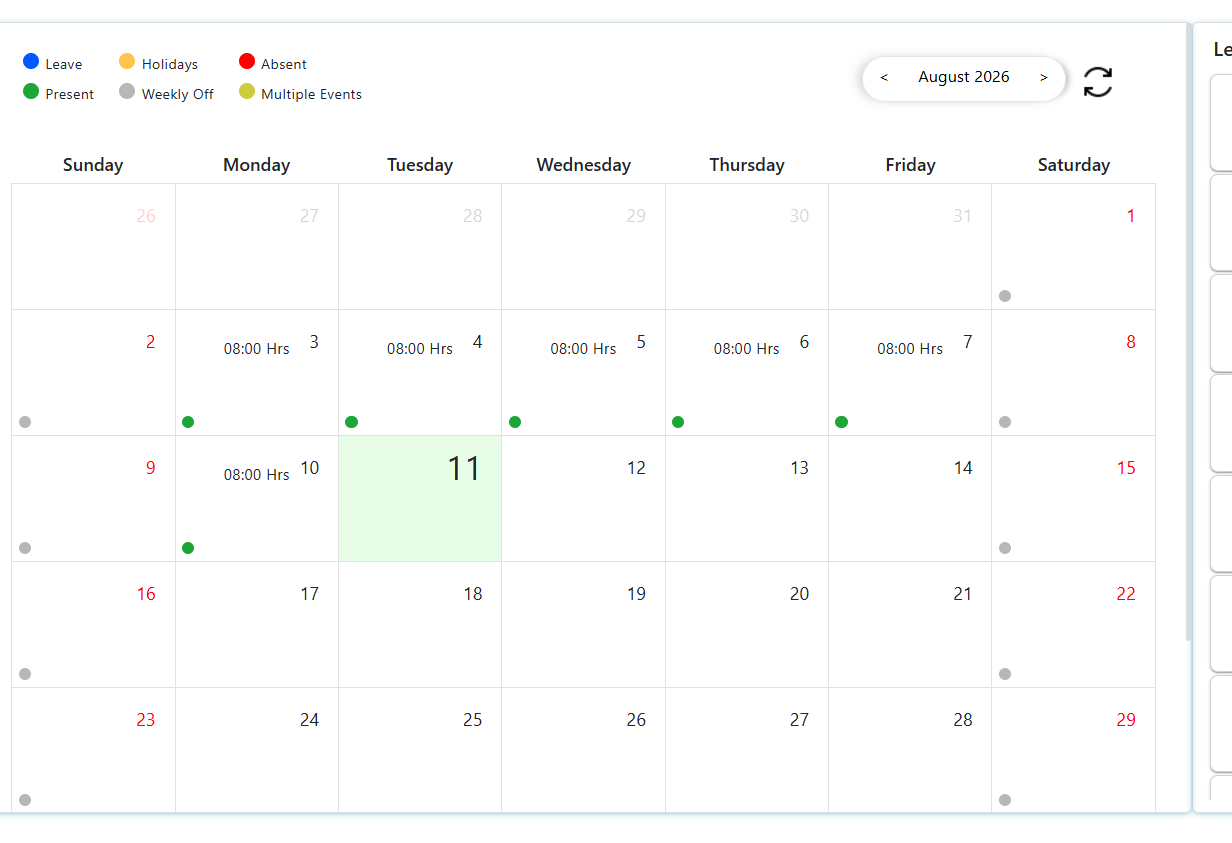 Leave Holidays Absent
Present Weekly Off Multiple Events
< August 2026 >
Sunday Monday Tuesday Wednesday Thursday Friday Saturday
26 27 28 29 30 31 1
2 08:00 Hrs 3 08:00 Hrs 4 08:00 Hrs 5 08:00 Hrs 6 08:00 Hrs 7 8
9 08:00 Hrs 10 11 12 13 14 15
16 17 18 19 20 21 22
23 24 25 26 27 28 29